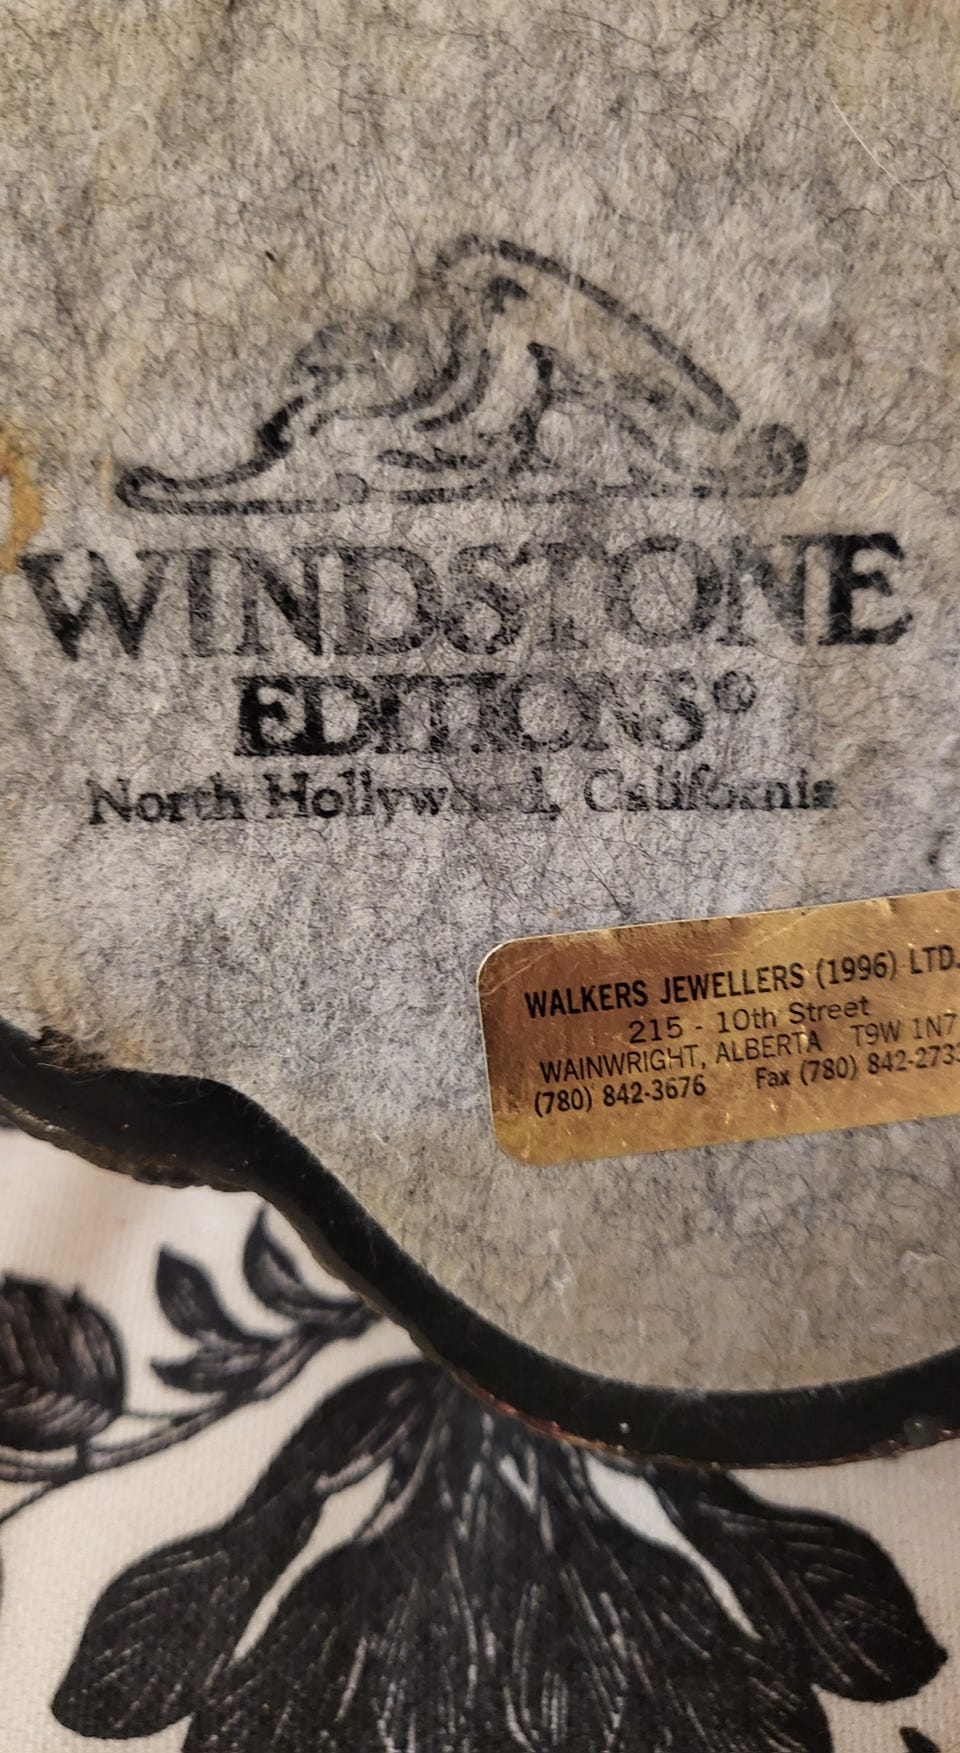 WINDSTONE
EDITIONS®
North Hollywood, California
WALKERS JEWELLERS (1996) LTD.
215 - 10th Street
WAINWRIGHT, ALBERTA T9W 1N7
(780) 842-3676 Fax (780) 842-2733